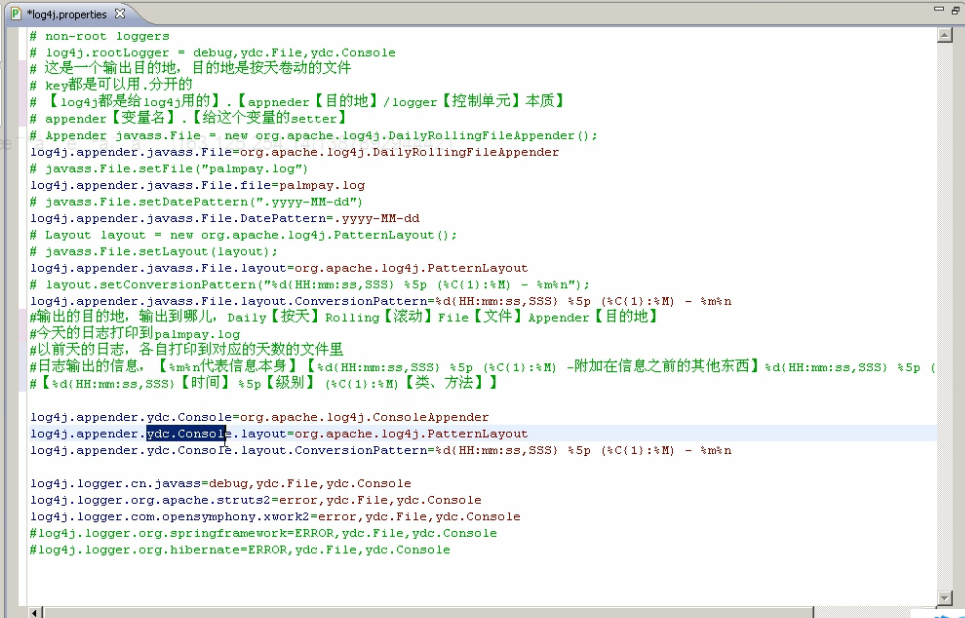 *log4j.properties
# non-root loggers
# log4j.rootLogger = debug,ydc.File,ydc.Console
# 这是一个输出目的地，目的地是按天卷动的文件
# key都是可以用.分开的
# 【log4j都是给log4j用的】.【appneder【目的地】/logger【控制单元】本质】
# appender【变量名】.【给这个变量的setter】
# Appender javass.File = new org.apache.log4j.DailyRollingFileAppender();
log4j.appender.javass.File=org.apache.log4j.DailyRollingFileAppender
# javass.File.setFile("palmpay.log")
log4j.appender.javass.File.file=palmpay.log
# javass.File.setDatePattern(".yyyy-MM-dd")
log4j.appender.javass.File.DatePattern=.yyyy-MM-dd
# Layout layout = new org.apache.log4j.PatternLayout();
# javass.File.setLayout(layout);
log4j.appender.javass.File.layout=org.apache.log4j.PatternLayout
# layout.setConversionPattern("%d{HH:mm:ss,SSS} %5p (%C{1}:%M) - %m%n");
log4j.appender.javass.File.layout.ConversionPattern=%d{HH:mm:ss,SSS} %5p (%C{1}:%M) - %m%n
#输出的目的地，输出到哪儿，Daily【按天】Rolling【滚动】File【文件】Appender【目的地】
#今天的日志打印到palmpay.log
#以前天的日志，各自打印到对应的天数的文件里
#日志输出的信息，【%m%n代表信息本身】【%d{HH:mm:ss,SSS} %5p (%C{1}:%M) -附加在信息之前的其他东西】%d{HH:mm:ss,SSS} %5p (
#【%d{HH:mm:ss,SSS}【时间】 %5p【级别】 (%C{1}:%M)【类、方法】】
log4j.appender.ydc.Console=org.apache.log4j.ConsoleAppender
log4j.appender.ydc.Console.layout=org.apache.log4j.PatternLayout
log4j.appender.ydc.Console.layout.ConversionPattern=%d{HH:mm:ss,SSS} %5p (%C{1}:%M) - %m%n
log4j.logger.cn.javass=debug,ydc.File,ydc.Console
log4j.logger.org.apache.struts2=error,ydc.File,ydc.Console
log4j.logger.com.opensymphony.xwork2=error,ydc.File,ydc.Console
#log4j.logger.org.springframework=ERROR,ydc.File,ydc.Console
#log4j.logger.org.hibernate=ERROR,ydc.File,ydc.Console